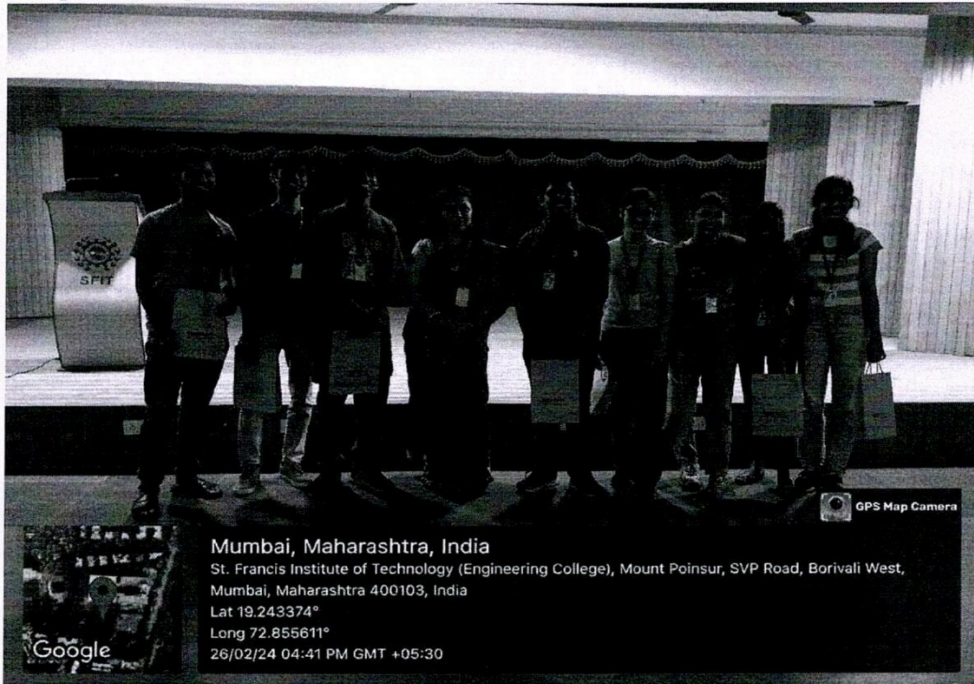 SFIT
GPS Map Camera
Mumbai, Maharashtra, India
St. Francis Institute of Technology (Engineering College), Mount Poinsur, SVP Road, Borivali West,
Mumbai, Maharashtra 400103, India
Lat 19.243374°
Long 72.855611°
26/02/24 04:41 PM GMT +05:30
Google